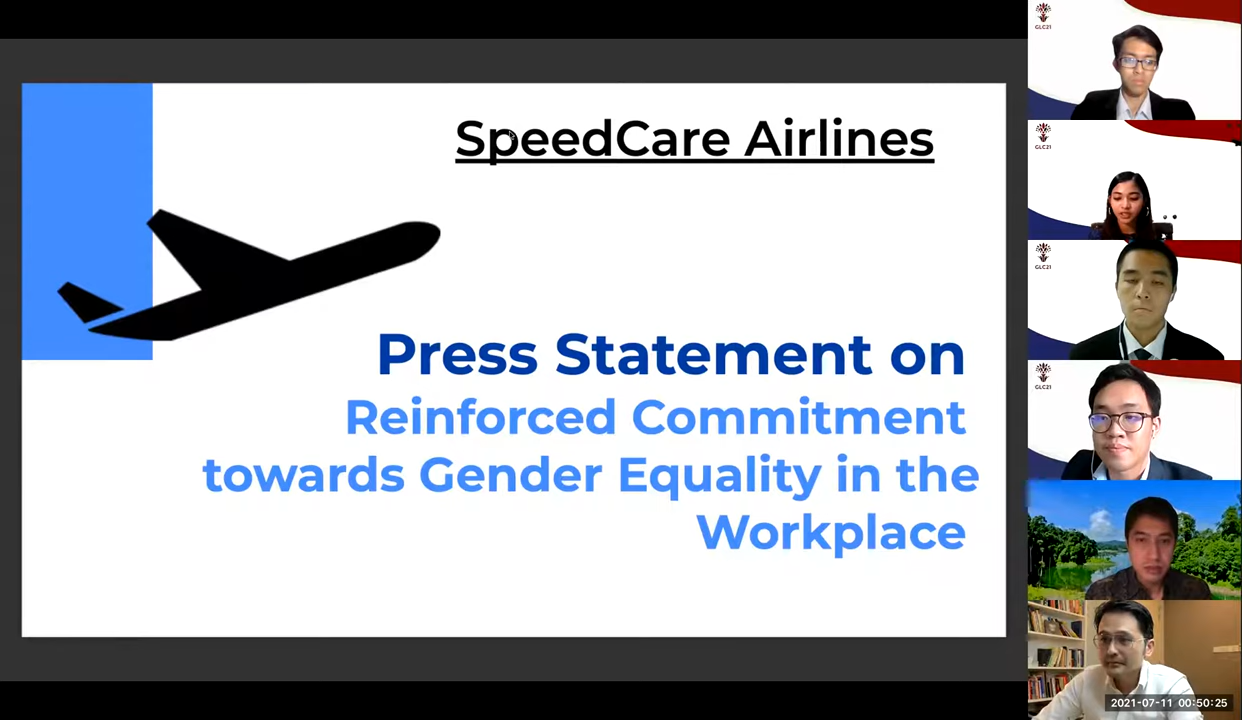 SpeedCare Airlines
Press Statement on
Reinforced Commitment
towards Gender Equality in the
Workplace
GLC21
GLC21
GLC21
GLC21
2021-07-11 00:50:25